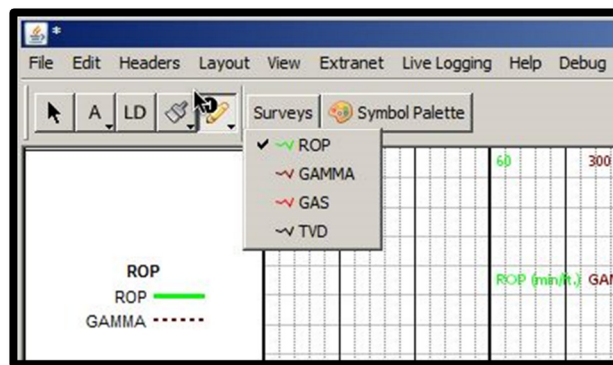 *
File Edit Headers Layout View Extranet Live Logging Help Debug
A LD Surveys Symbol Palette
ROP
GAMMA
GAS
TVD
60 300
ROP (min/ft.) GAM
ROP
ROP
GAMMA